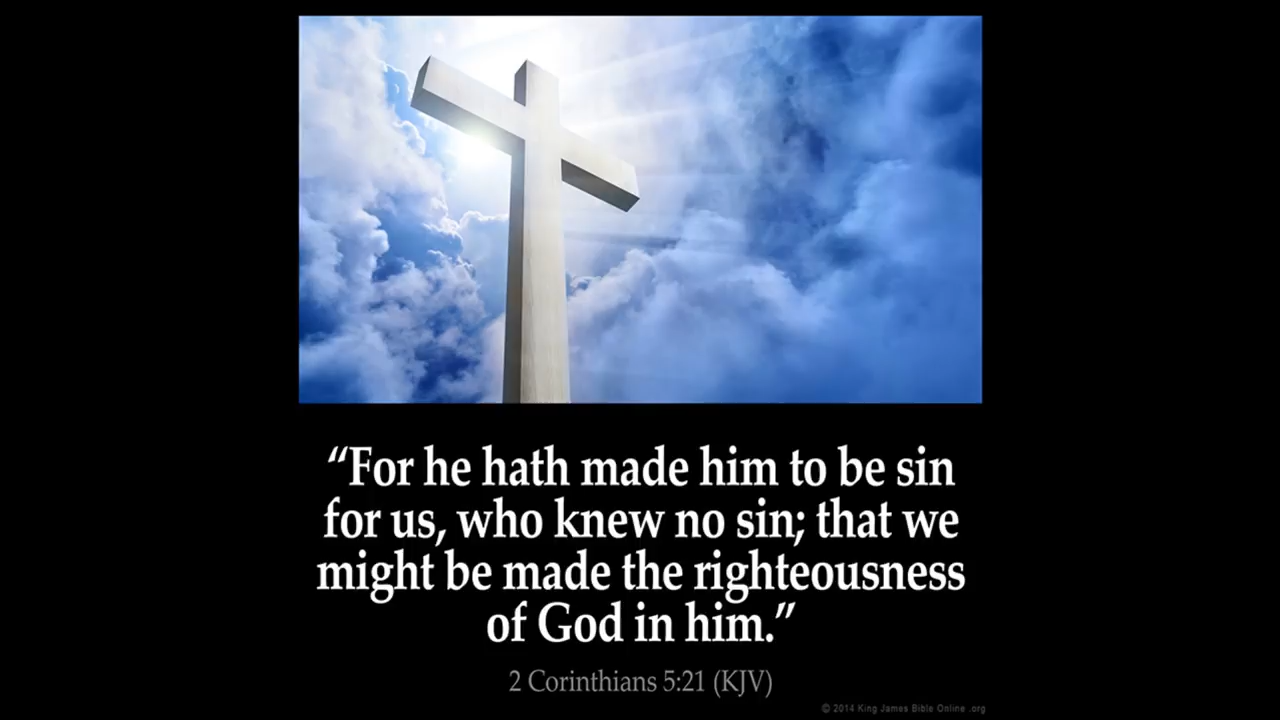 “For he hath made him to be sin
for us, who knew no sin; that we
might be made the righteousness
of God in him.”
2 Corinthians 5:21 (KJV)
© 2014 King James Bible Online .org